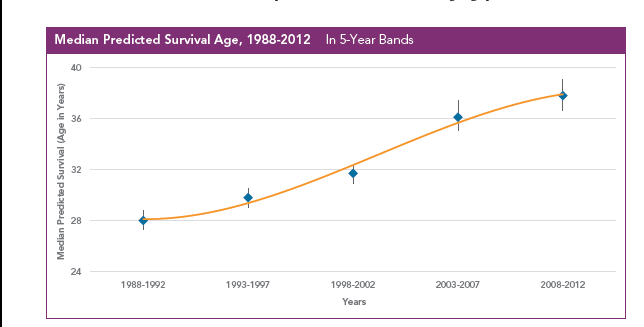 Median Predicted Survival Age, 1988-2012 In 5-Year Bands
Median Predicted Survival (Age in Years)
40
36
32
28
24
1988-1992 1993-1997 1998-2002 2003-2007 2008-2012
Years